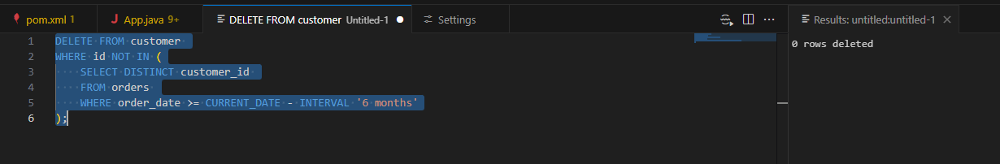 pom.xml 1
App.java 9+
DELETE FROM customer Untitled-1
Settings
Results: untitled:untitled-1
1 DELETE FROM customer
2 WHERE id NOT IN (
3 SELECT DISTINCT customer_id
4 FROM orders
5 WHERE order_date >= CURRENT_DATE - INTERVAL '6 months'
6 );
0 rows deleted